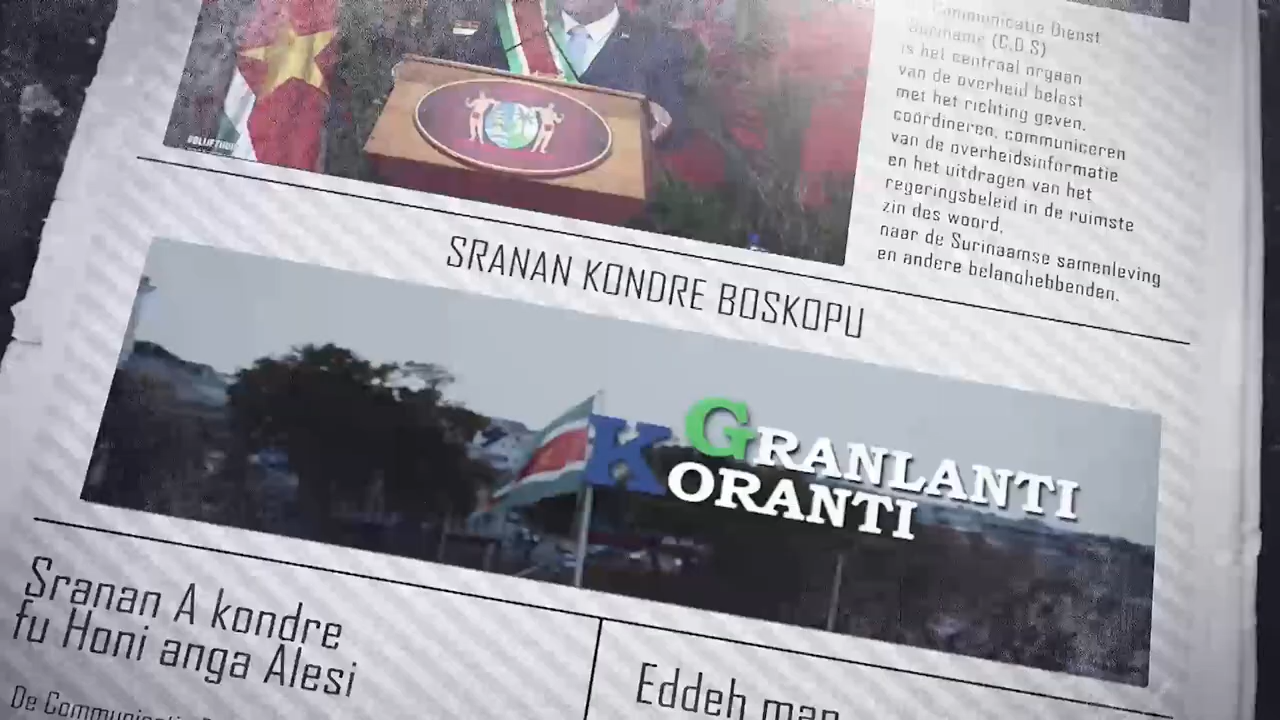 Communicatie Dienst
Suriname (C.D.S)
is het centraal orgaan
van de overheid belast
met het richting geven,
coördineren, communiceren
van de overheidsinformatie
en het uitdragen van het
regeringsbeleid in de ruimste
zin des woord,
naar de Surinaamse samenleving
en andere belanghebbenden.
SRANAN KONDRE BOSKOPU
GRANLANTI
KORANTI
Sranan A kondre
fu Honi anga Alesi
De
Eddeh man